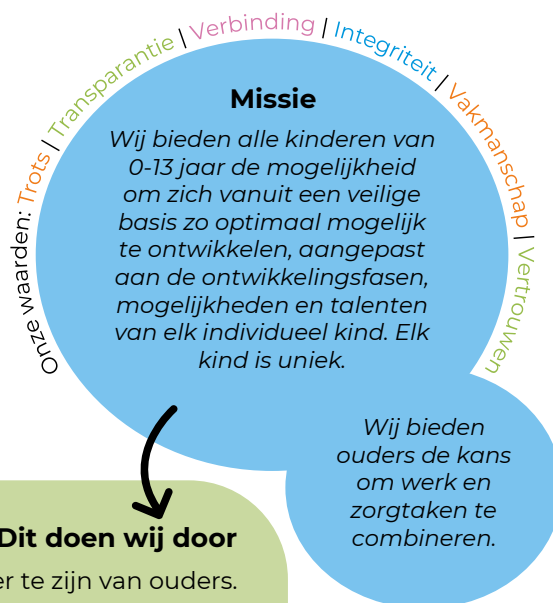 Onze waarden: Trots | Transparantie | Verbinding | Integriteit | Vakmanschap | Vertrouwen
Missie
Wij bieden alle kinderen van
0-13 jaar de mogelijkheid
om zich vanuit een veilige
basis zo optimaal mogelijk
te ontwikkelen, aangepast
aan de ontwikkelingsfasen,
mogelijkheden en talenten
van elk individueel kind. Elk
kind is uniek.
Wij bieden
ouders de kans
om werk en
zorgtaken te
combineren.
Dit doen wij door
er te zijn van ouders.